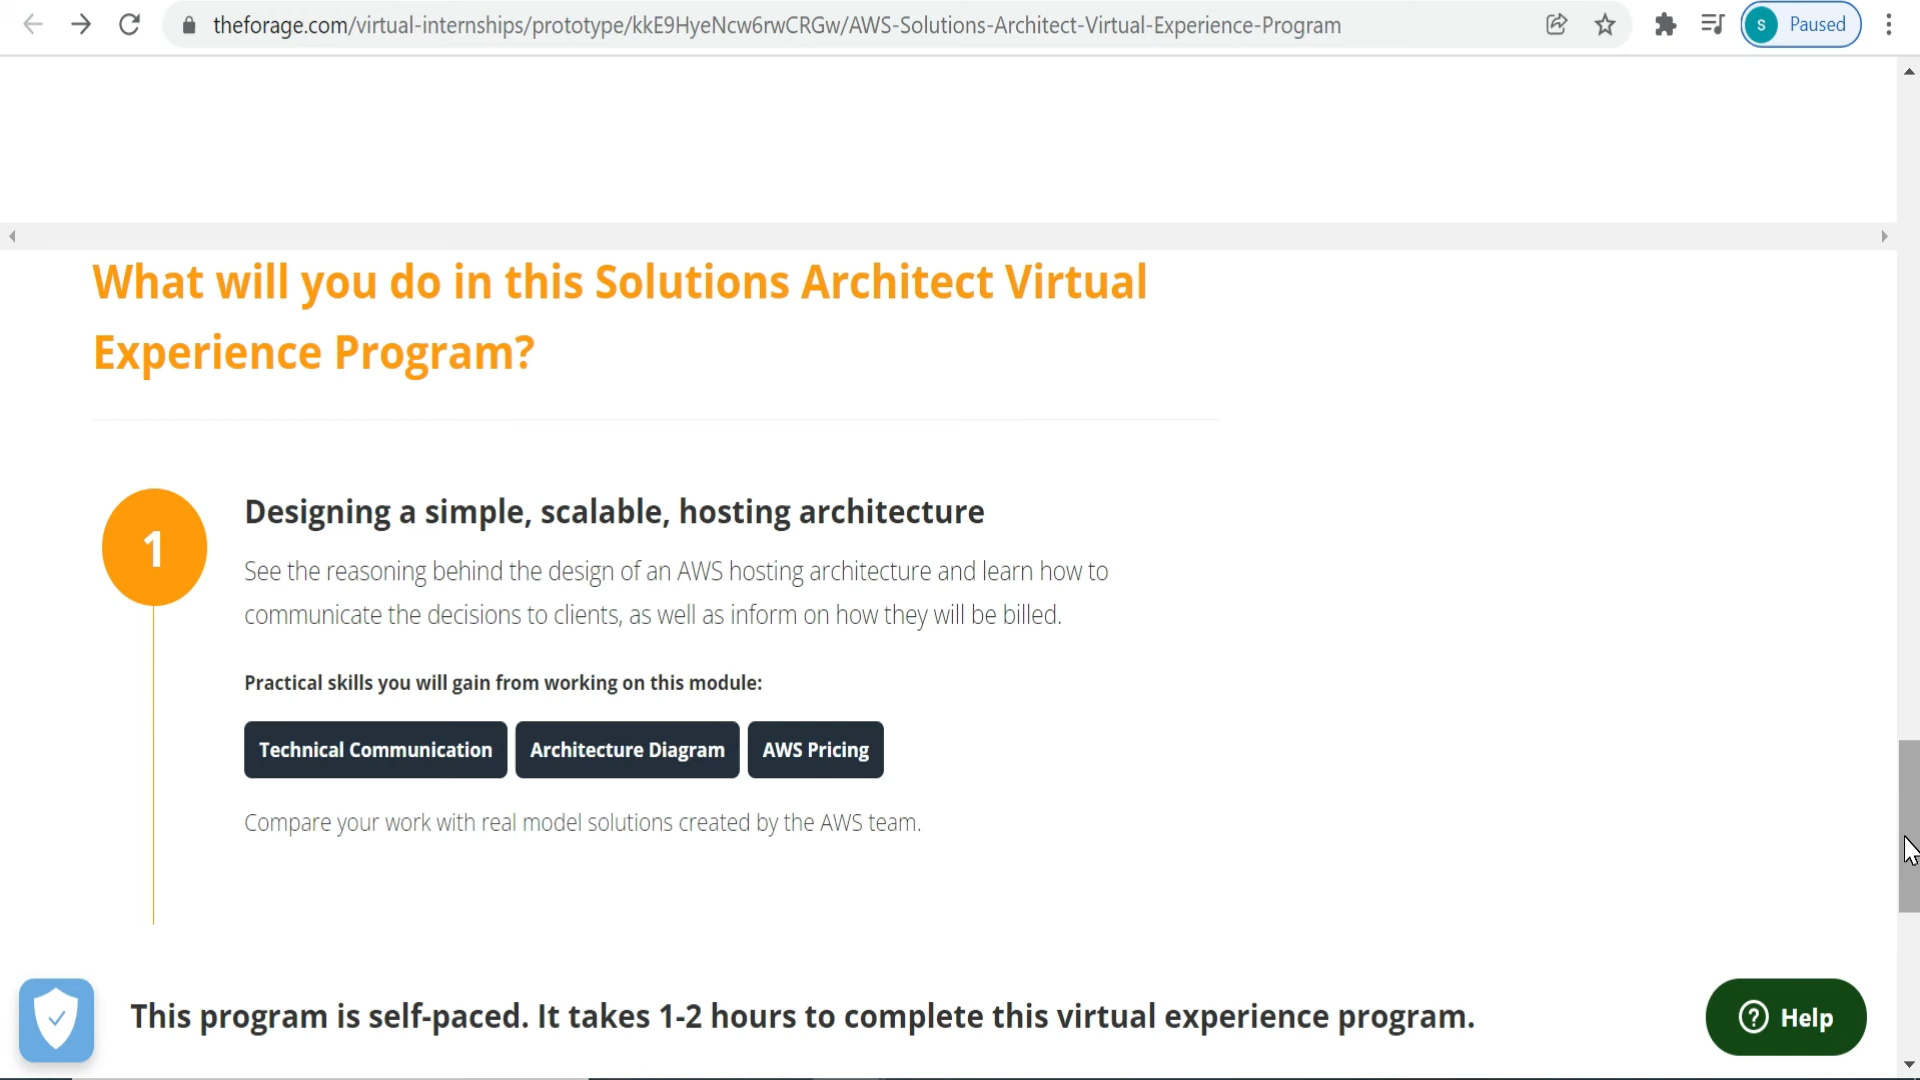 theforage.com/virtual-internships/prototype/kkE9HyeNcw6rwCRGw/AWS-Solutions-Architect-Virtual-Experience-Program
S
Paused
What will you do in this Solutions Architect Virtual
Experience Program?
1
Designing a simple, scalable, hosting architecture
See the reasoning behind the design of an AWS hosting architecture and learn how to
communicate the decisions to clients, as well as inform on how they will be billed.
Practical skills you will gain from working on this module:
Technical Communication
Architecture Diagram
AWS Pricing
Compare your work with real model solutions created by the AWS team.
This program is self-paced. It takes 1-2 hours to complete this virtual experience program.
? Help